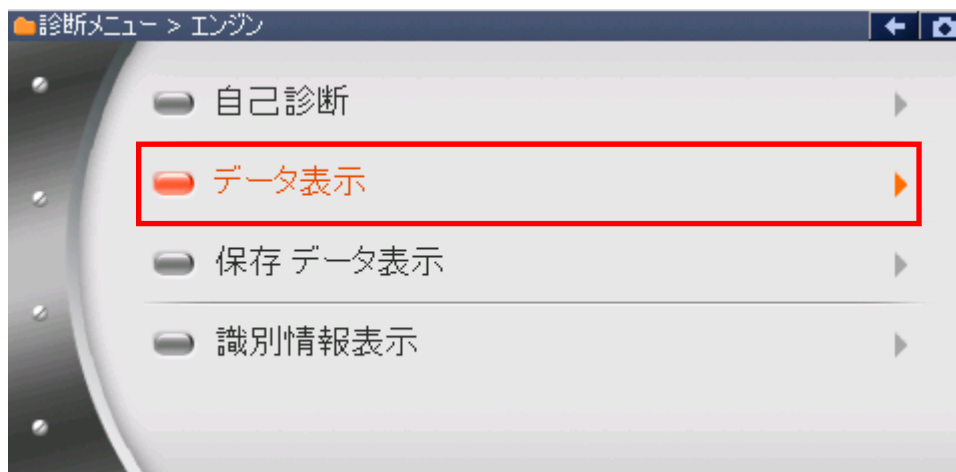 診断メニュー > エンジン
自己診断
データ表示
保存 データ表示
識別情報表示